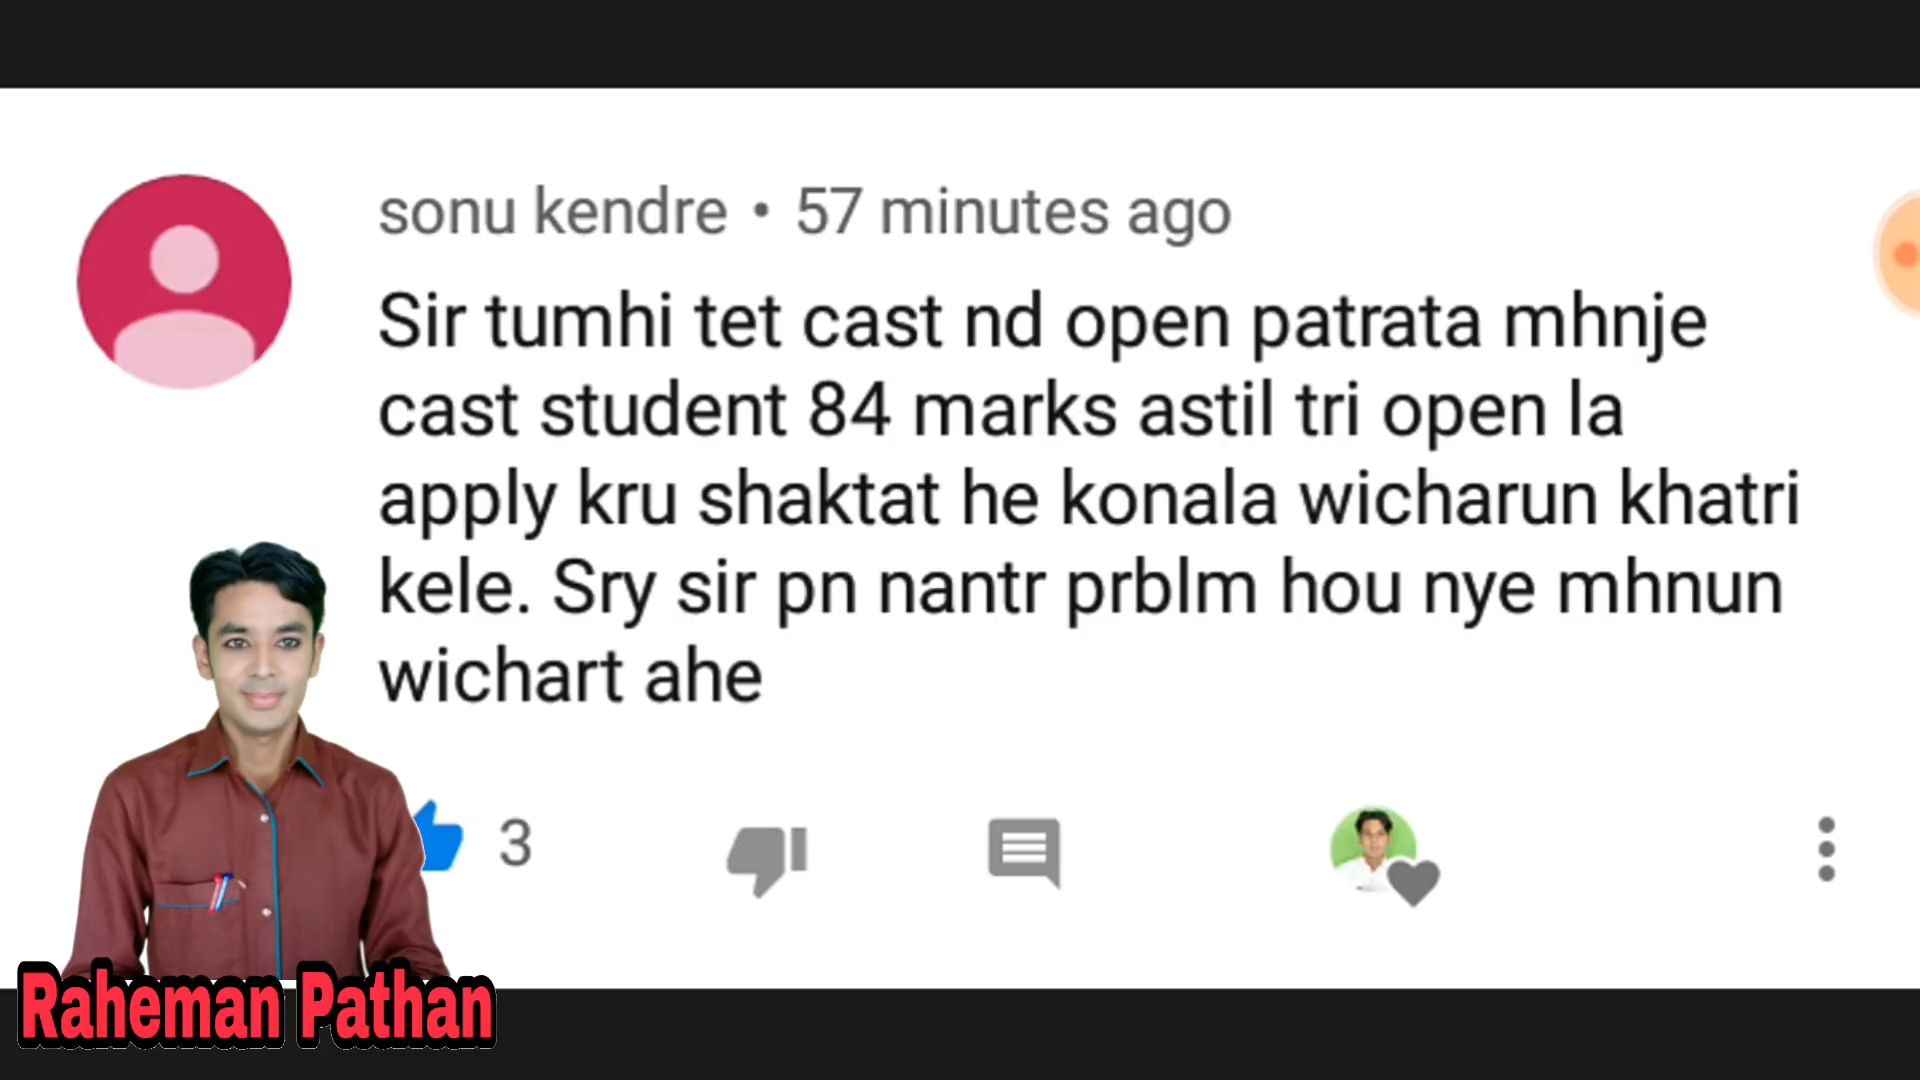 sonu kendre • 57 minutes ago
Sir tumhi tet cast nd open patrata mhnje
cast student 84 marks astil tri open la
apply kru shaktat he konala wicharun khatri
kele. Sry sir pn nantr prblm hou nye mhnun
wichart ahe
3
Raheman Pathan